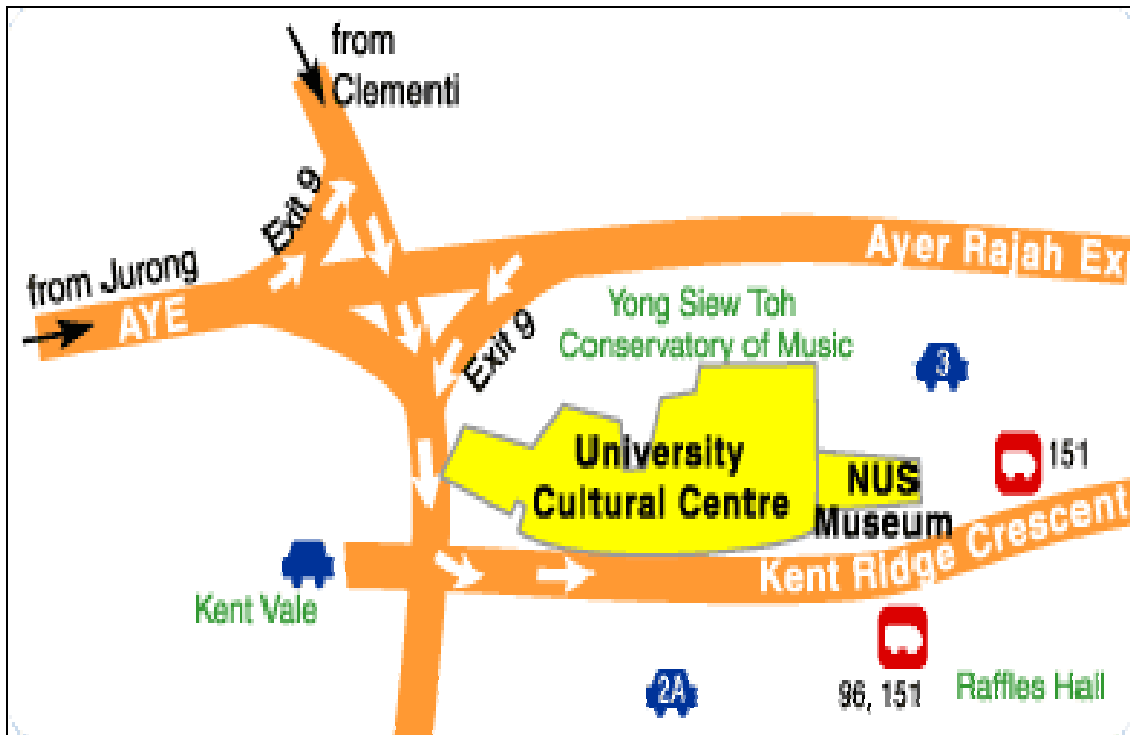 from
Clementi
Exit 9
from Jurong
AYE
Ayer Rajah Ex
Exit 9
Yong Siew Toh
Conservatory of Music
3
University
Cultural Centre
NUS
Museum
151
Kent Ridge Crescent
Kent Vale
2A
96, 151
Raffles Hall